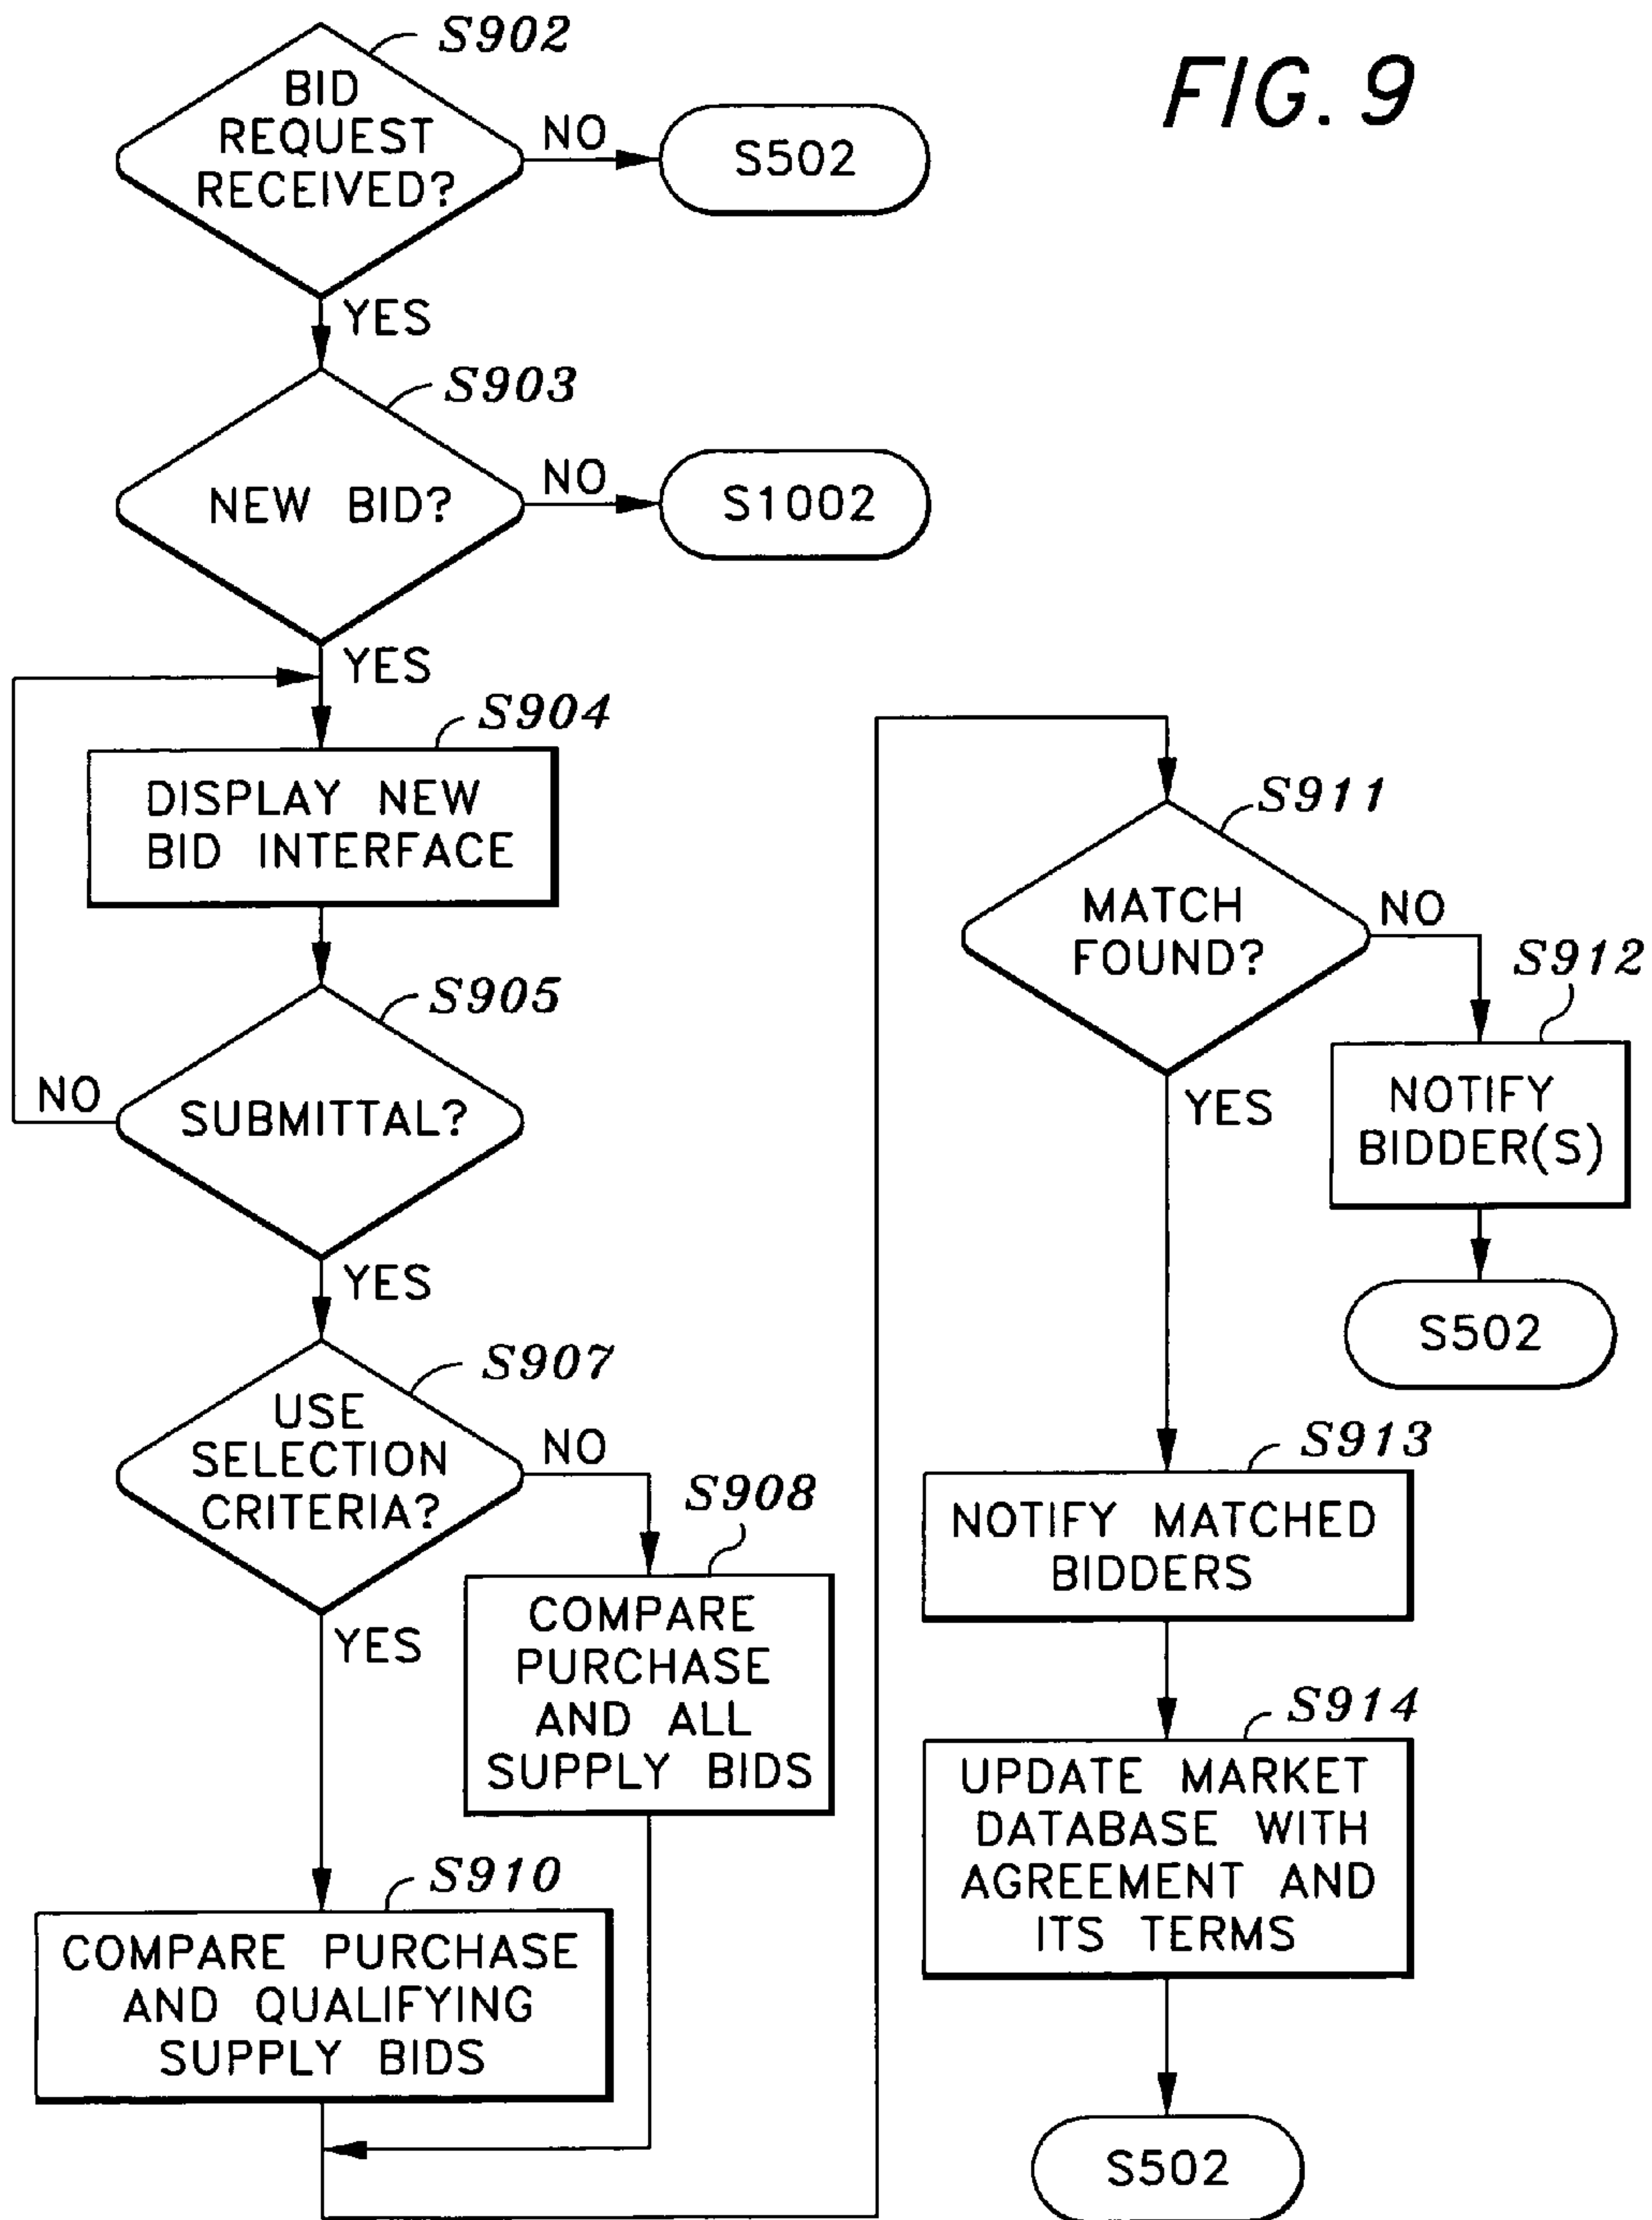 FIG. 9
S902
BID
REQUEST
RECEIVED?
NO
S502
YES
S903
NEW BID?
NO
S1002
YES
S904
DISPLAY NEW
BID INTERFACE
S905
SUBMITTAL?
NO
YES
S907
USE
SELECTION
CRITERIA?
NO
S908
COMPARE
PURCHASE
AND ALL
SUPPLY BIDS
YES
S910
COMPARE PURCHASE
AND QUALIFYING
SUPPLY BIDS
S911
MATCH
FOUND?
NO
S912
NOTIFY
BIDDER(S)
S502
YES
S913
NOTIFY MATCHED
BIDDERS
S914
UPDATE MARKET
DATABASE WITH
AGREEMENT AND
ITS TERMS
S502